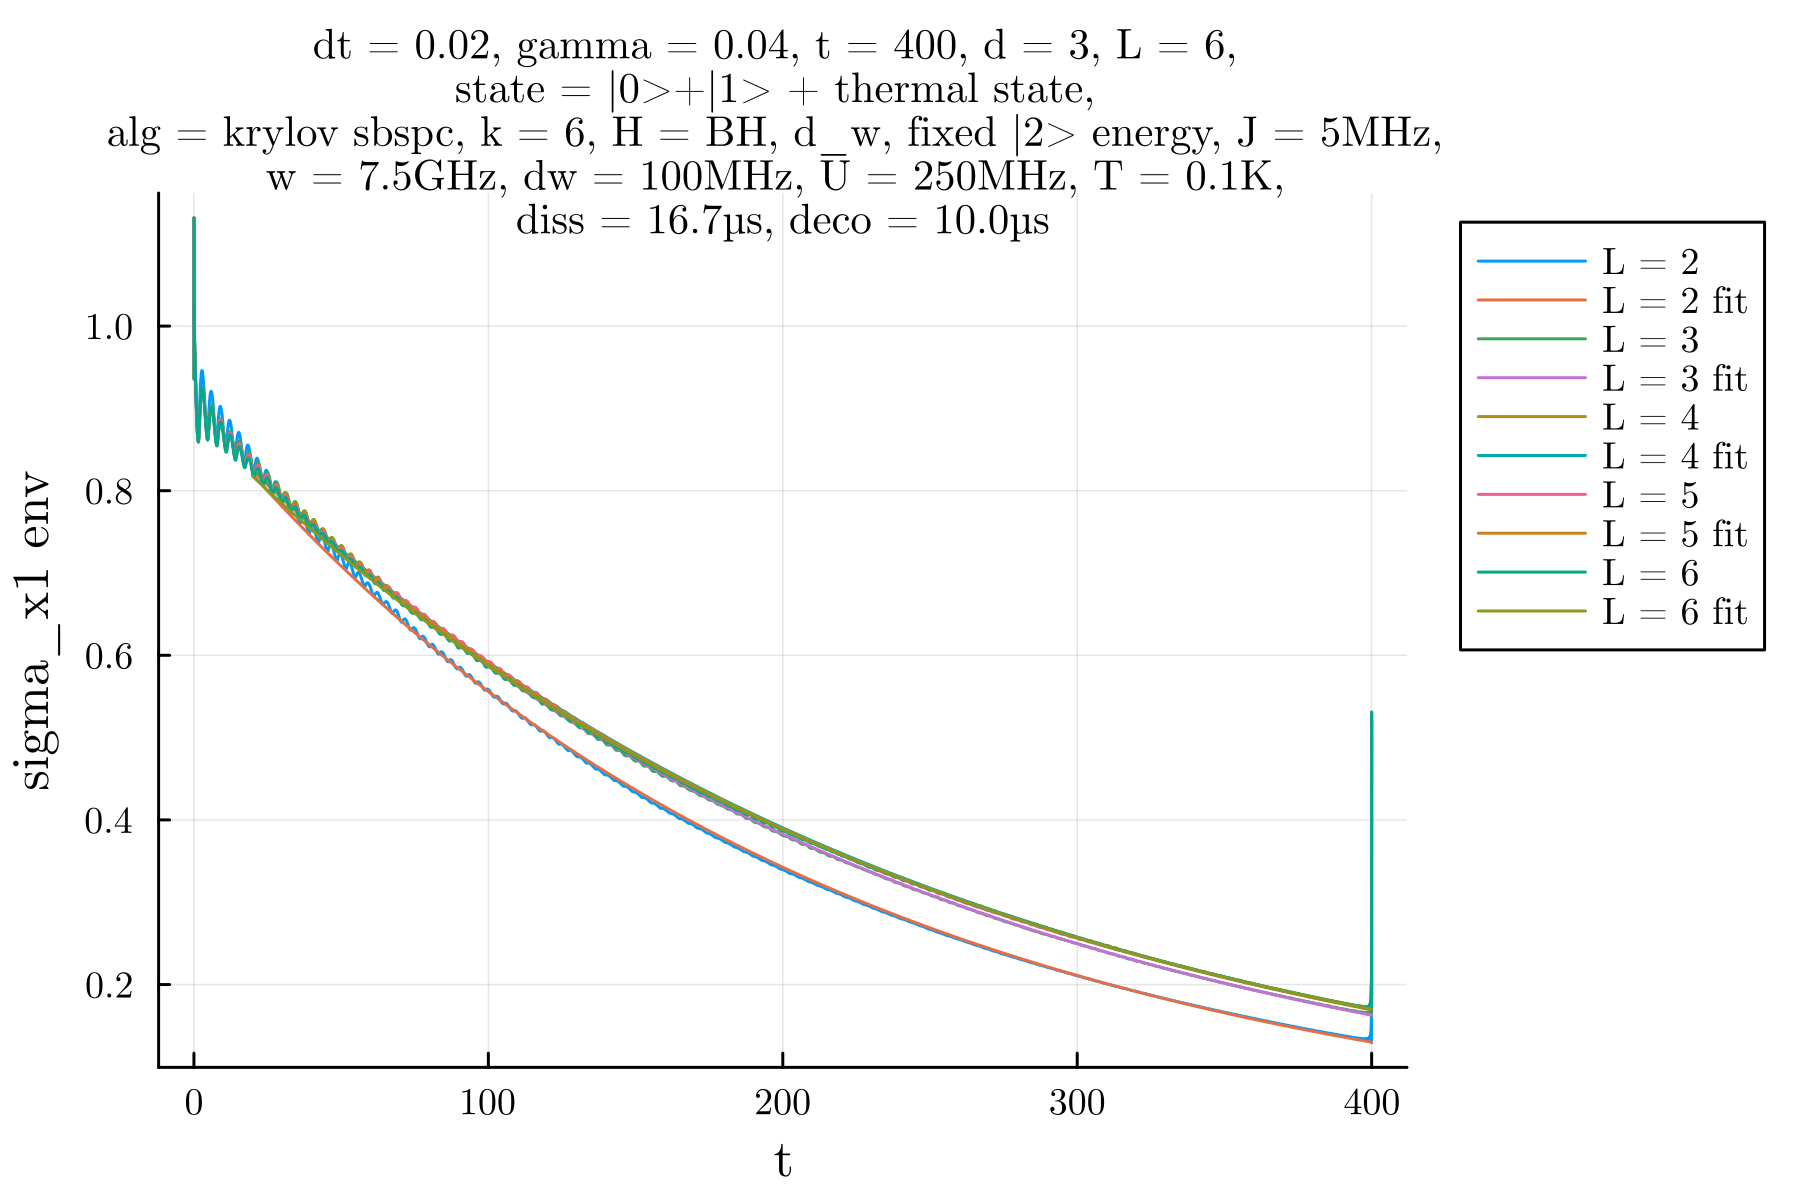 dt = 0.02, gamma = 0.04, t = 400, d = 3, L = 6,
state = |0>+|1> + thermal state,
alg = krylov sbspc, k = 6, H = BH, d_w, fixed |2> energy, J = 5MHz,
w = 7.5GHz, dw = 100MHz, U = 250MHz, T = 0.1K,
diss = 16.7µs, deco = 10.0µs
L = 2
L = 2 fit
L = 3
L = 3 fit
L = 4
L = 4 fit
L = 5
L = 5 fit
L = 6
L = 6 fit
sigma_x1 env
1.0
0.8
0.6
0.4
0.2
0
100
200
300
400
t